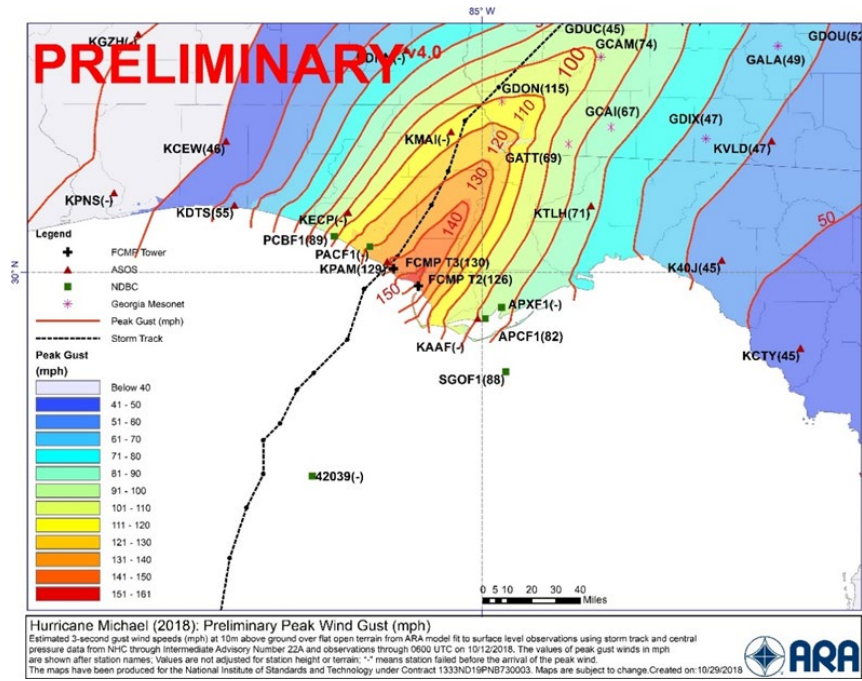 85° W
KGZH(-)
PRELIMINARY v4.0
GDUC(45)
GCAM(74)
GDOU(52
GALA(49)
100
GDON(115)
110
KMAI(-)
GCAI(67)
GDIX(47)
KCEW(46)
120
KVLD(47)
GATT(69)
130
KPNS(-)
KDTS(55)
KECP(-)
140
KTLH(71)
50
Legend
FCMP Tower
ASOS
NDBC
Georgia Mesonet
Peak Gust (mph)
Storm Track
PCBF1(89)
PACF1(-)
KPAM(129)
FCMP T3(130)
FCMP T2(126)
K40J(45)
30° N
30° N
150
APXF1(-)
KAAF(-)
APCF1(82)
KCTY(45)
SGOF1(88)
Peak Gust
(mph)
Below 40
41 - 50
51 - 60
61 - 70
71 - 80
81 - 90
91 - 100
101 - 110
111 - 120
121 - 130
131 - 140
141 - 150
151 - 161
42039(-)
0 5 10 20 30 40
Miles
85° W
Hurricane Michael (2018): Preliminary Peak Wind Gust (mph)
Estimated 3-second gust wind speeds (mph) at 10m above ground over flat open terrain from ARA model fit to surface level observations using storm track and central
pressure data from NHC through Intermediate Advisory Number 22A and observations through 0600 UTC on 10/12/2018. The values of peak gust winds in mph
are shown after station names; Values are not adjusted for station height or terrain; "-" means station failed before the arrival of the peak wind.
The maps have been produced for the National Institute of Standards and Technology under Contract 1333ND19PNB730003. Maps are subject to change.Created on:10/29/2018
ARA